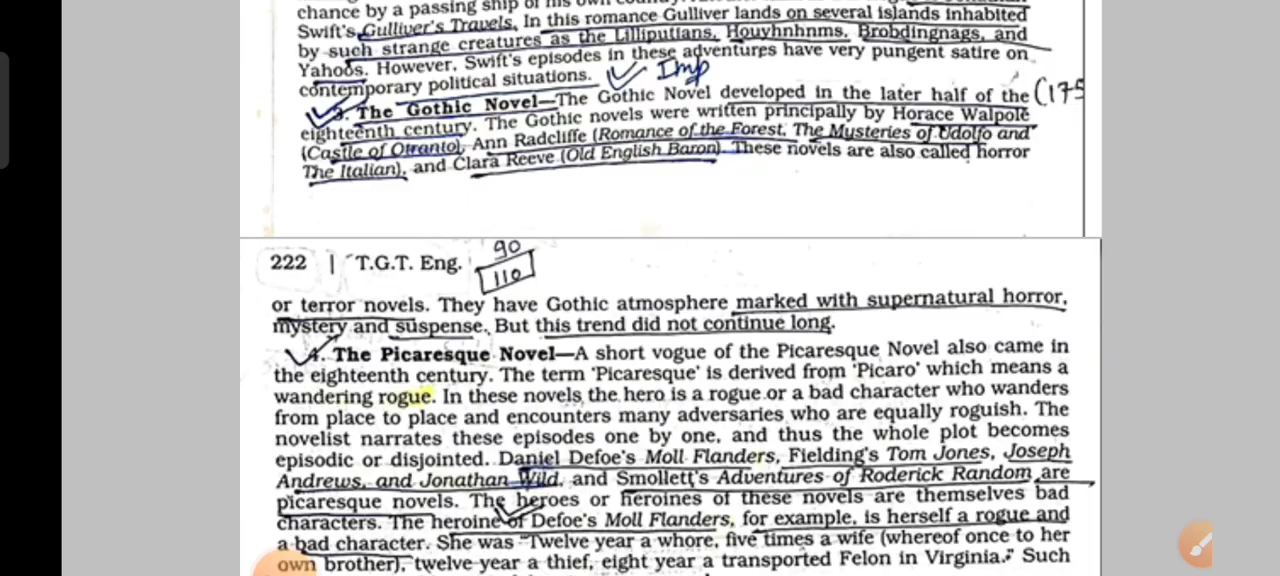 chance by a passing ship of his own
Swift's Gulliver's Travels. In this romance Gulliver lands on several islands inhabited
by such strange creatures as the Lilliputians, Houyhnhnms, Brobdingnags, and
Yahoos. However, Swift's episodes in these adventures have very pungent satire on
contemporary political situations. Imp
3. The Gothic Novel—The Gothic Novel developed in the later half of the (175
eighteenth century. The Gothic novels were written principally by Horace Walpole
(Castle of Otranto), Ann Radcliffe (Romance of the Forest, The Mysteries of Udolfo and
The Italian), and Clara Reeve (Old English Baron). These novels are also called horror
222 | T.G.T. Eng. 90
110
or terror novels. They have Gothic atmosphere marked with supernatural horror,
mystery and suspense. But this trend did not continue long.
4. The Picaresque Novel—A short vogue of the Picaresque Novel also came in
the eighteenth century. The term 'Picaresque' is derived from 'Picaro' which means a
wandering rogue. In these novels the hero is a rogue or a bad character who wanders
from place to place and encounters many adversaries who are equally roguish. The
novelist narrates these episodes one by one, and thus the whole plot becomes
episodic or disjointed. Daniel Defoe's Moll Flanders, Fielding's Tom Jones, Joseph
Andrews, and Jonathan Wild, and Smollett's Adventures of Roderick Random are
picaresque novels. The heroes or heroines of these novels are themselves bad
characters. The heroine of Defoe's Moll Flanders, for example, is herself a rogue and
a bad character. She was "Twelve year a whore, five times a wife (whereof once to her
own brother), twelve year a thief, eight year a transported Felon in Virginia." Such